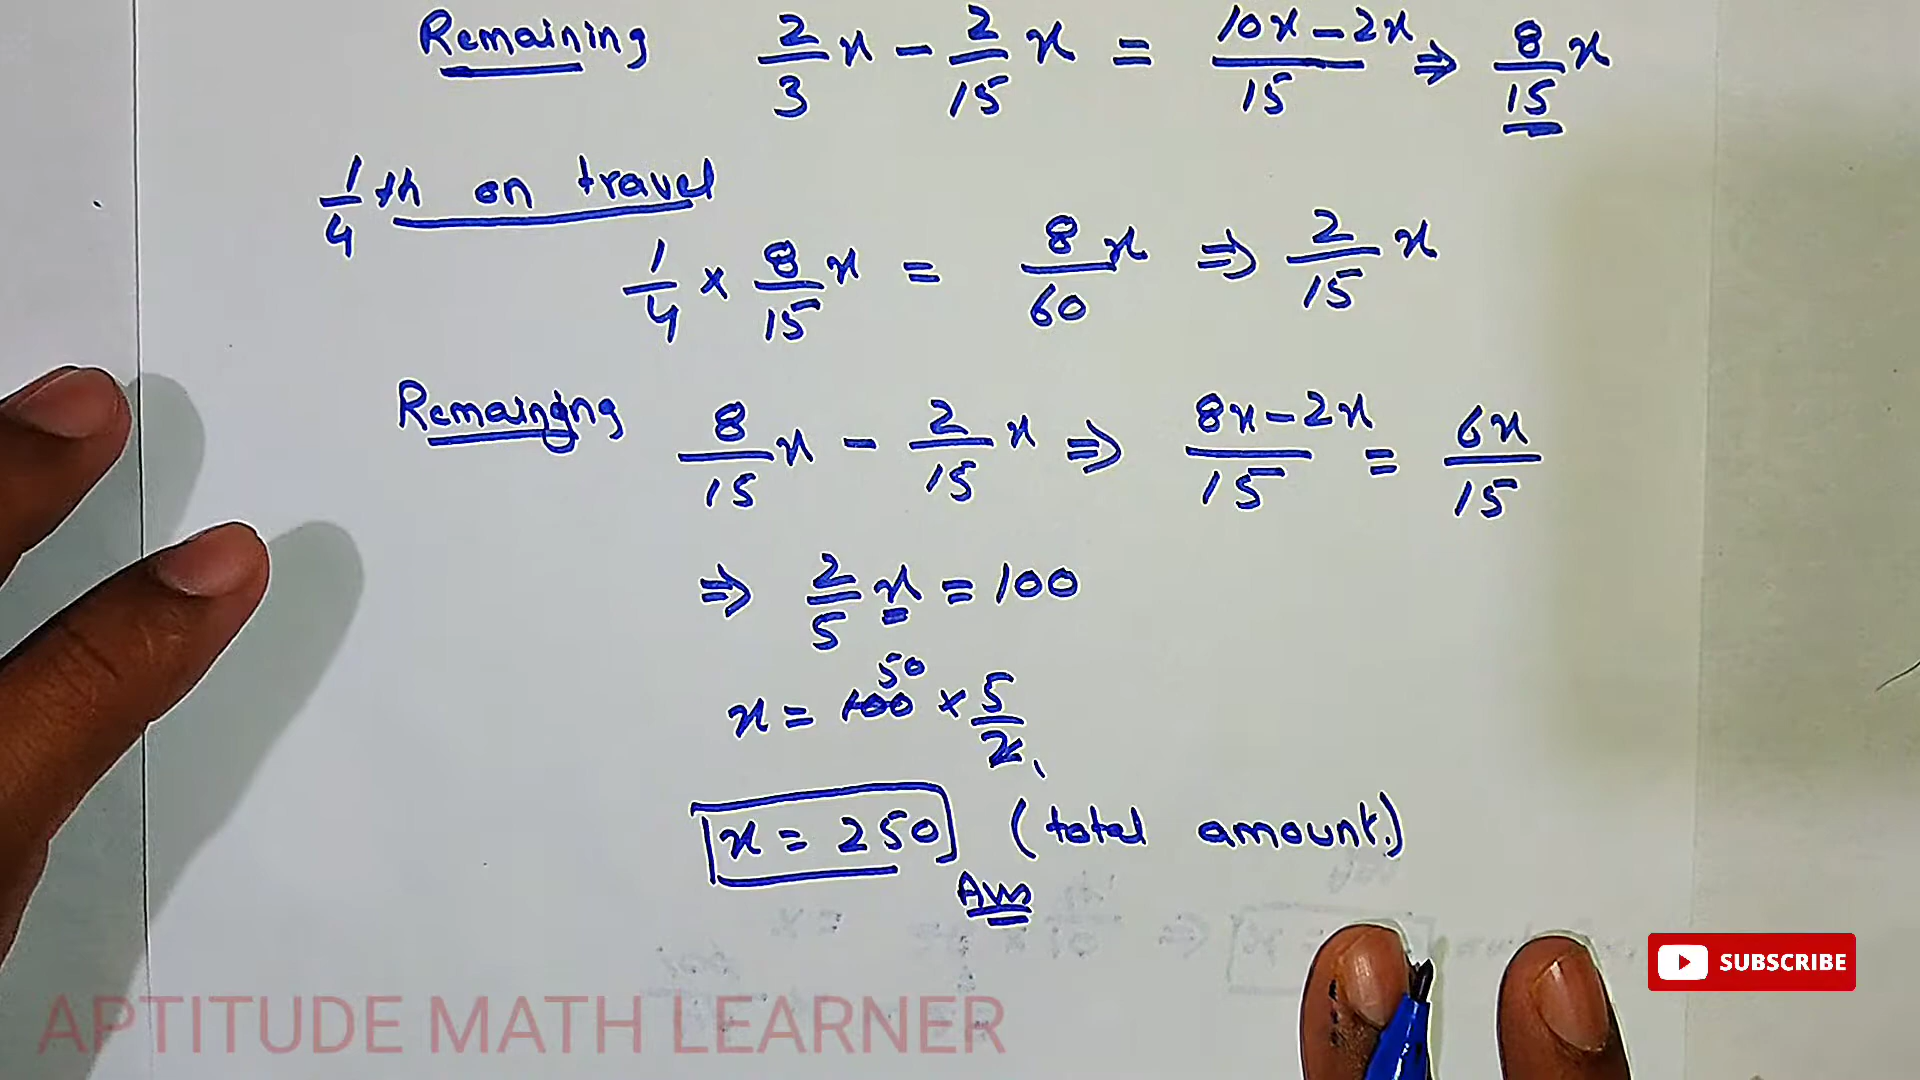 Remaining 2/3 x - 2/15 x = 10x-2x/15 ⇒ 8/15 x
1/4 th on travel
1/4 × 8/15 x = 8/60 x ⇒ 2/15 x
Remaining 8/15 x - 2/15 x ⇒ 8x-2x/15 = 6x/15
⇒ 2/5 x = 100
50
x = 100 × 5/2
x = 250 (total amount.)
Ans
SUBSCRIBE
APTITUDE MATH LEARNER